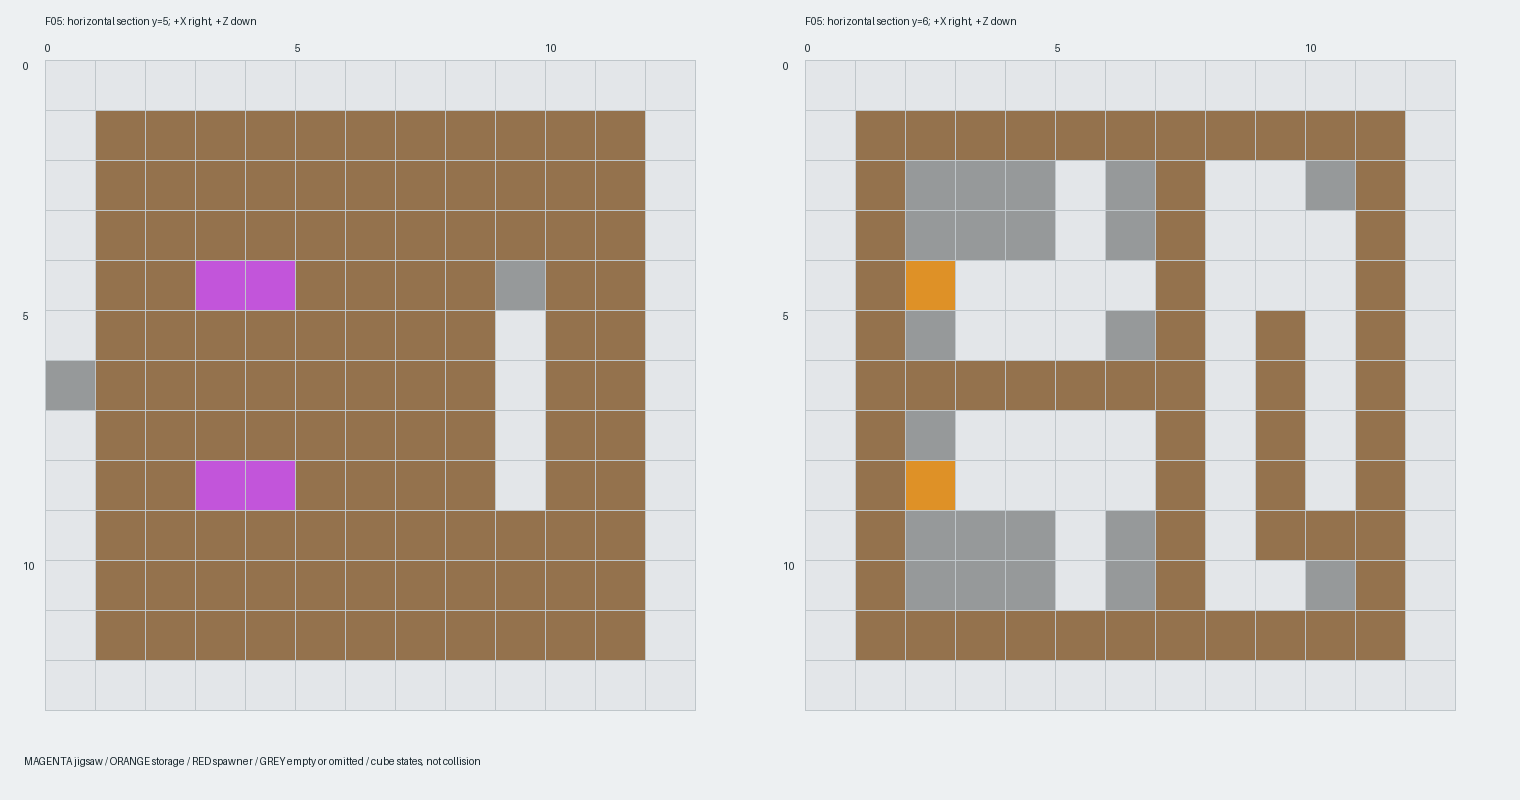 F05: horizontal section y=5; +X right, +Z down
F05: horizontal section y=6; +X right, +Z down
0 5 10
0 5 10
0
0
5
5
10
10
MAGENTA jigsaw / ORANGE storage / RED spawner / GREY empty or omitted / cube states, not collision